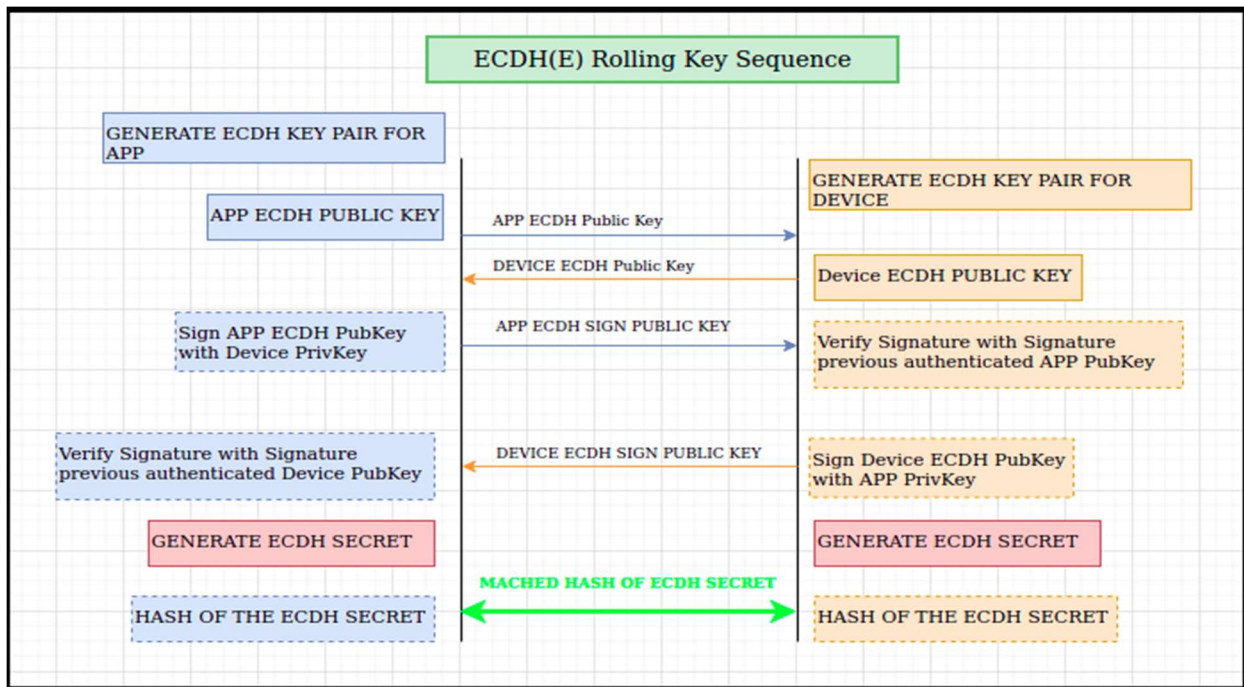 ECDH(E) Rolling Key Sequence
GENERATE ECDH KEY PAIR FOR
APP
GENERATE ECDH KEY PAIR FOR
DEVICE
APP ECDH PUBLIC KEY
APP ECDH Public Key
DEVICE ECDH Public Key
Device ECDH PUBLIC KEY
Sign APP ECDH PubKey
with Device PrivKey
APP ECDH SIGN PUBLIC KEY
Verify Signature with Signature
previous authenticated APP PubKey
Verify Signature with Signature
previous authenticated Device PubKey
DEVICE ECDH SIGN PUBLIC KEY
Sign Device ECDH PubKey
with APP PrivKey
GENERATE ECDH SECRET
GENERATE ECDH SECRET
MACHED HASH OF ECDH SECRET
HASH OF THE ECDH SECRET
HASH OF THE ECDH SECRET